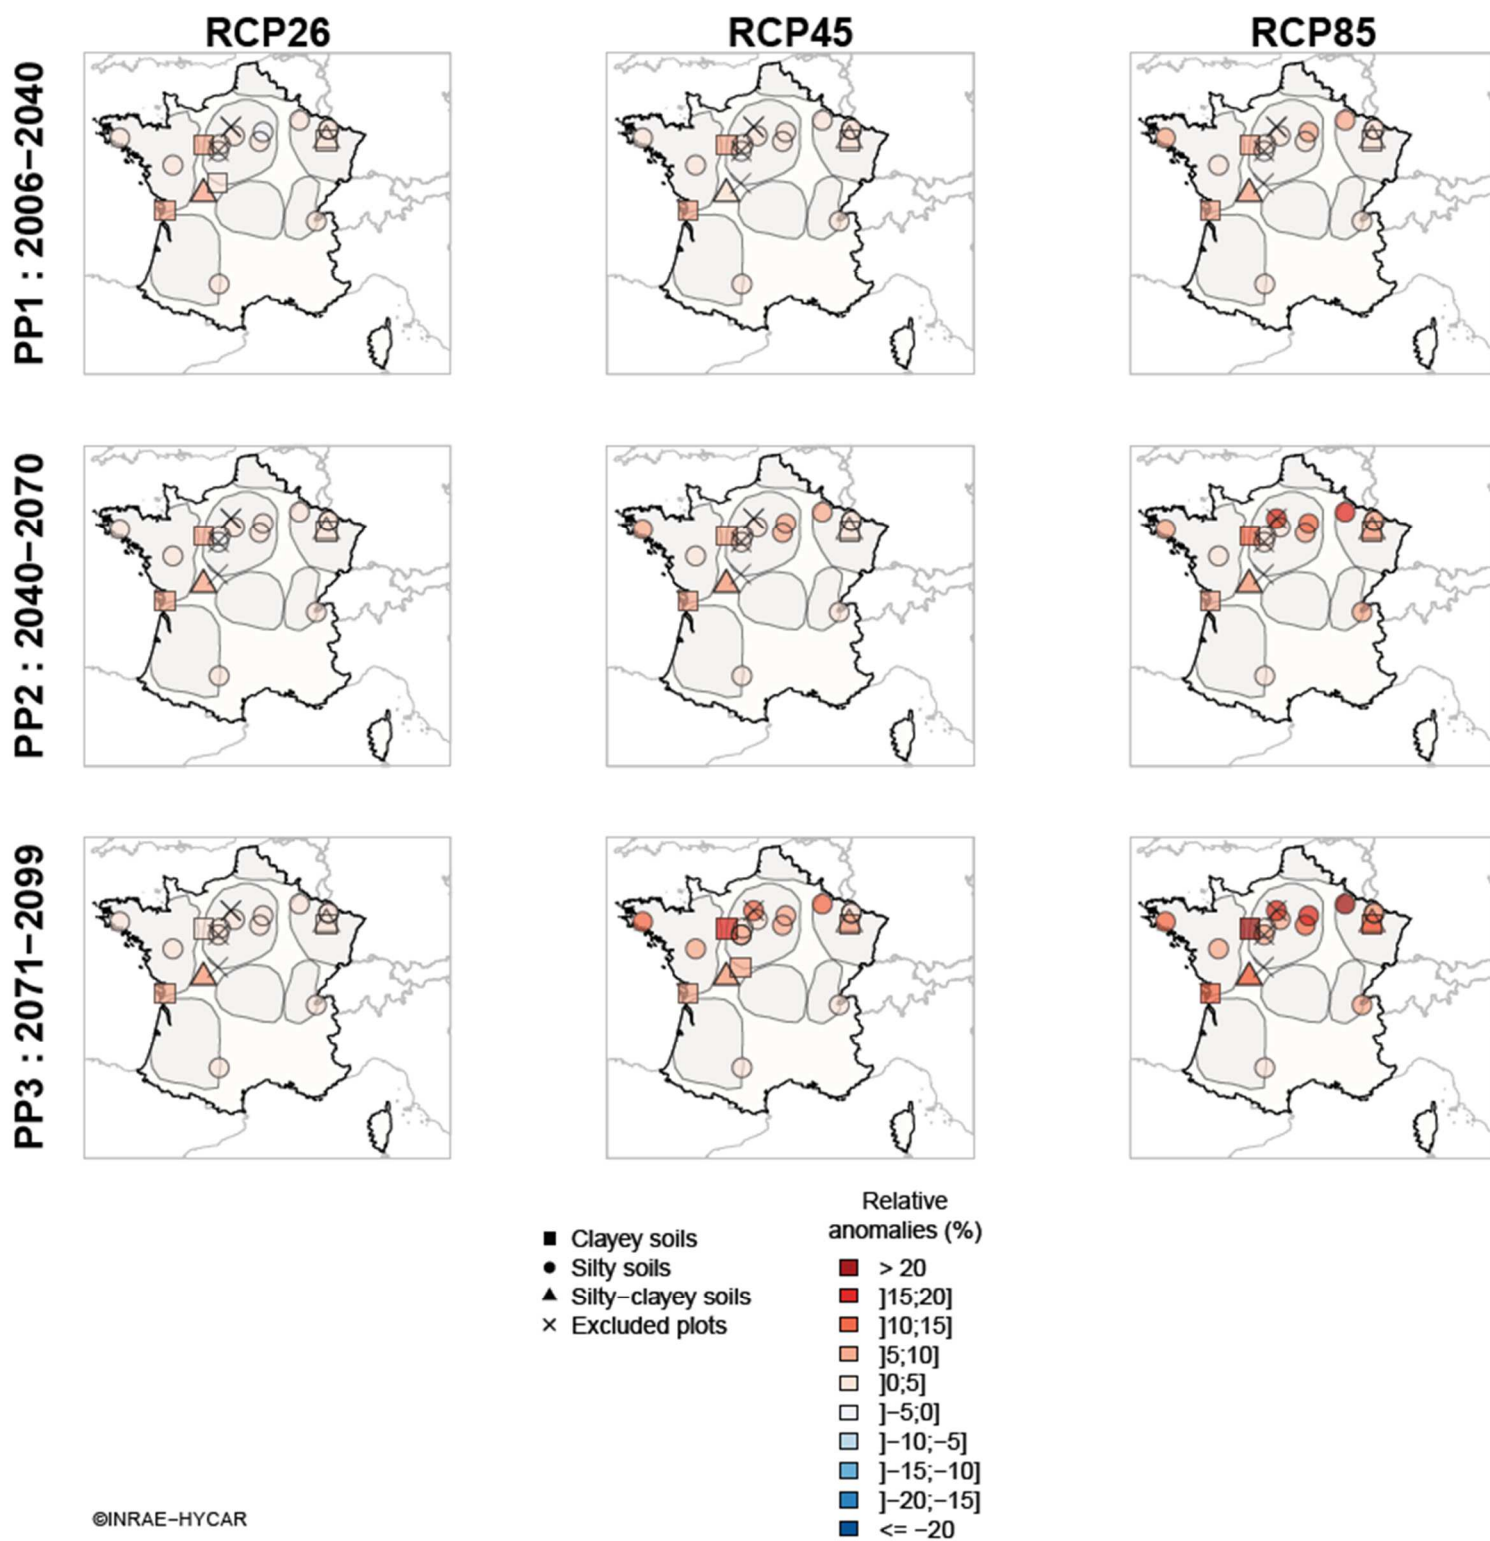 RCP26
RCP45
RCP85
PP1 : 2006−2040
PP2 : 2040−2070
PP3 : 2071−2099
Clayey soils
Silty soils
Silty−clayey soils
Excluded plots
Relative
anomalies (%)
> 20
]15;20]
]10;15]
]5;10]
]0;5]
]−5;0]
]−10;−5]
]−15;−10]
]−20;−15]
<= −20
©INRAE−HYCAR